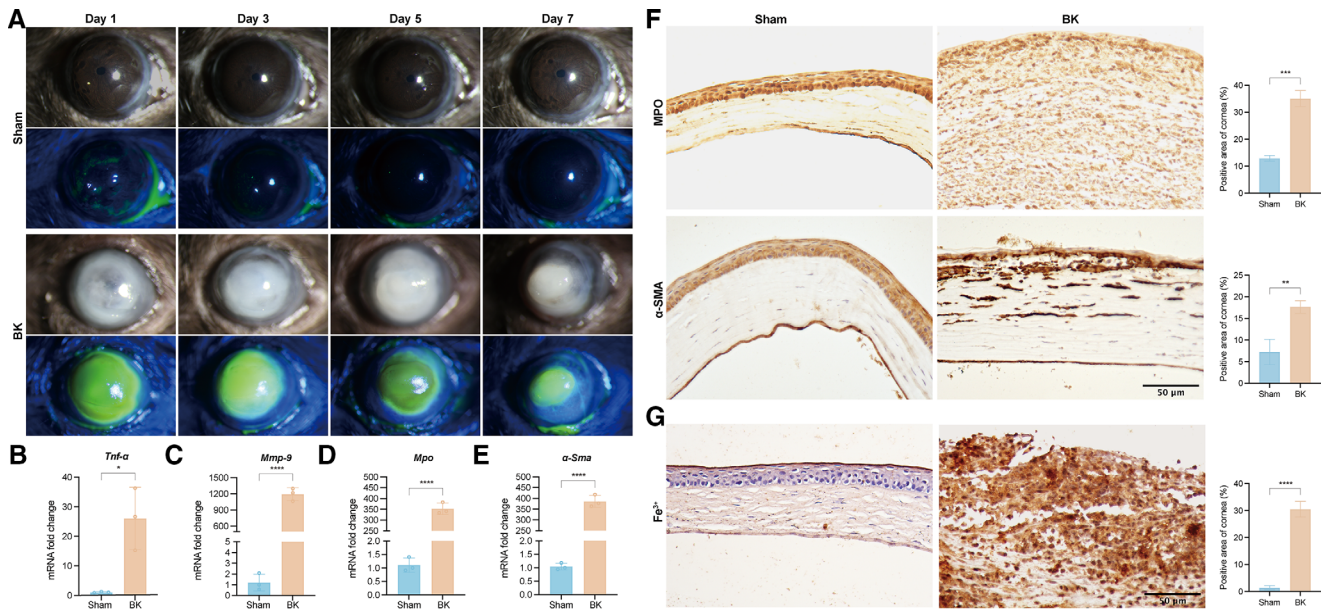 A
Day 1
Day 3
Day 5
Day 7
Sham
BK
B
Tnf-α
*
mRNA fold change
40
30
20
10
0
Sham
BK
C
Mmp-9
****
mRNA fold change
1500
1200
900
600
300
5
4
3
2
1
0
Sham
BK
D
Mpo
****
mRNA fold change
500
450
400
350
300
250
2.0
1.5
1.0
0.5
0.0
Sham
BK
E
α-Sma
****
mRNA fold change
500
450
400
350
300
250
2.0
1.5
1.0
0.5
0.0
Sham
BK
F
Sham
BK
MPO
***
Positive area of cornea (%)
40
30
20
10
0
Sham
BK
α-SMA
50 μm
**
Positive area of cornea (%)
25
20
15
10
5
0
Sham
BK
G
Fe³⁺
50 μm
****
Positive area of cornea (%)
40
30
20
10
0
Sham
BK